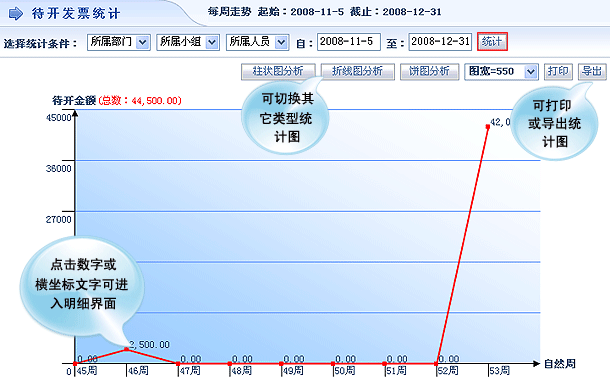 待开发票统计
每周走势 起始：2008-11-5 截止：2008-12-31
选择统计条件： 所属部门 所属小组 所属人员 自： 2008-11-5 至： 2008-12-31 统计
柱状图分析 折线图分析 饼图分析 图宽=550 打印 导出
待开金额(总数：44,500.00)
可切换其
它类型统
计图
可打印
或导出统
计图
45000
42,0
36000
27000
点击数字或
横坐标文字可进
入明细界面
0.00 2,500.00 0.00 0.00 0.00 0.00 0.00 0.00
0 45周 46周 47周 48周 49周 50周 51周 52周 53周 自然周